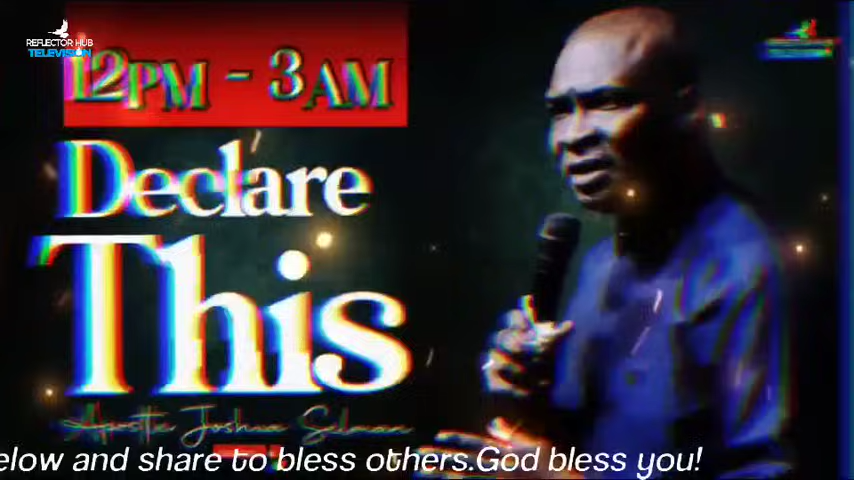 REFLECTOR HUB
TELEVISION
12PM - 3AM
Declare
This
Apostle Joshua Selman
elow and share to bless others.God bless you!